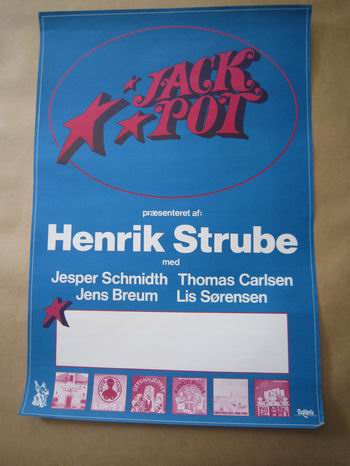 JACK
POT
præsenteret af:
Henrik Strube
med
Jesper Schmidth Thomas Carlsen
Jens Breum Lis Sørensen